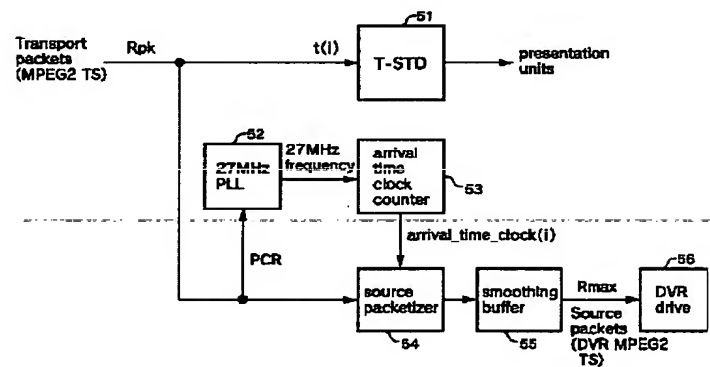 51
Transport
packets
(MPEG2 TS)
Rpk
t(i)
T-STD
presentation
units
52
27MHz
PLL
27MHz
frequency
arrival
time
clock
counter
53
arrival_time_clock(i)
PCR
source
packetizer
54
smoothing
buffer
55
Rmax
Source
packets
(DVR MPEG2
TS)
56
DVR
drive